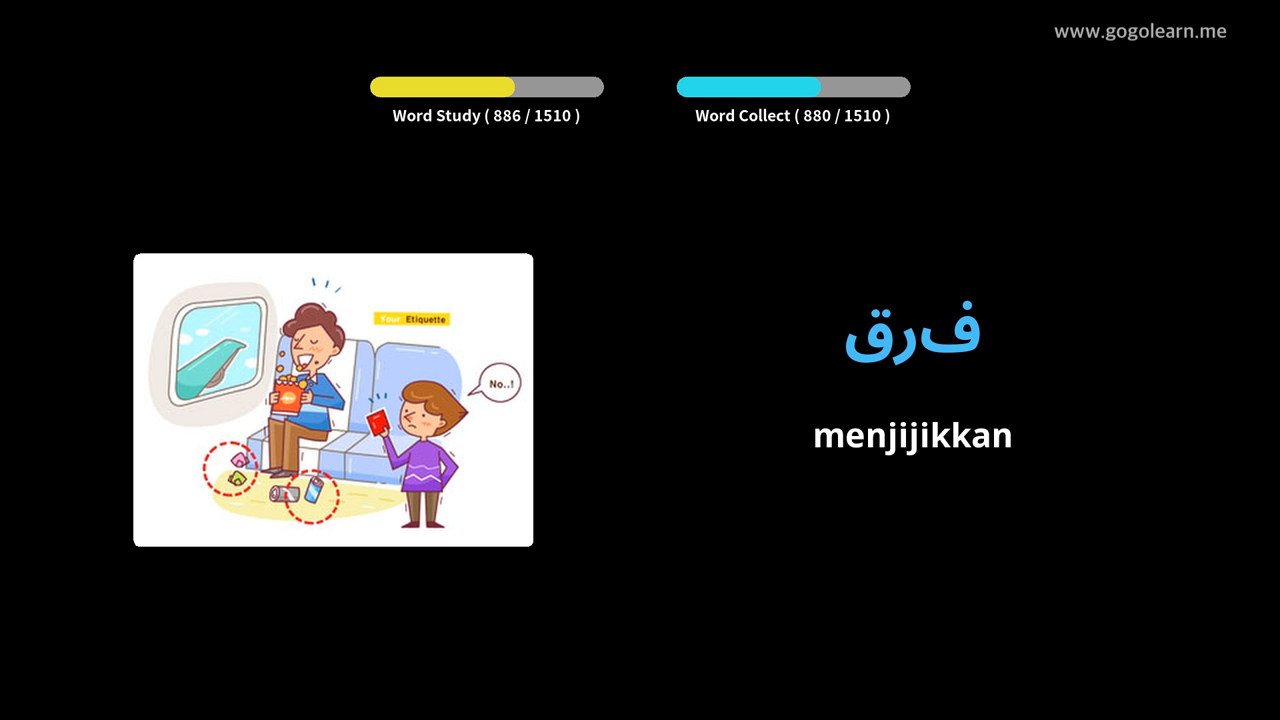 www.gogolearn.me
Word Study ( 886 / 1510 )
Word Collect ( 880 / 1510 )
Your Etiquette
No..!
فرق
menjijikkan